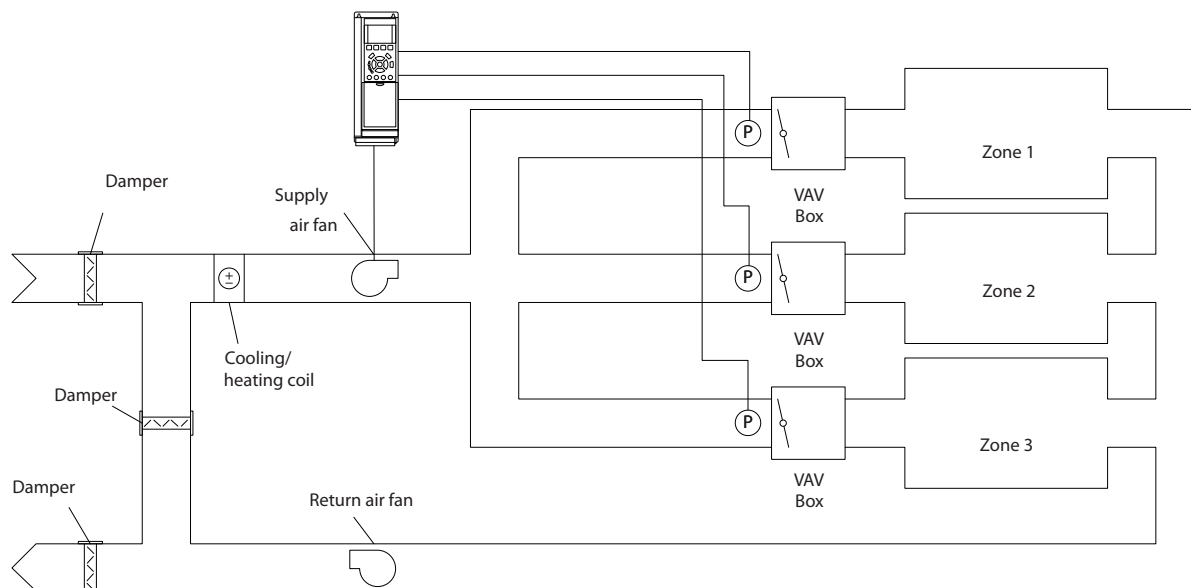 Damper
Supply
air fan
P
VAV
Box
Zone 1
±
P
VAV
Box
Zone 2
Cooling/
heating coil
Damper
P
VAV
Box
Zone 3
Damper
Return air fan